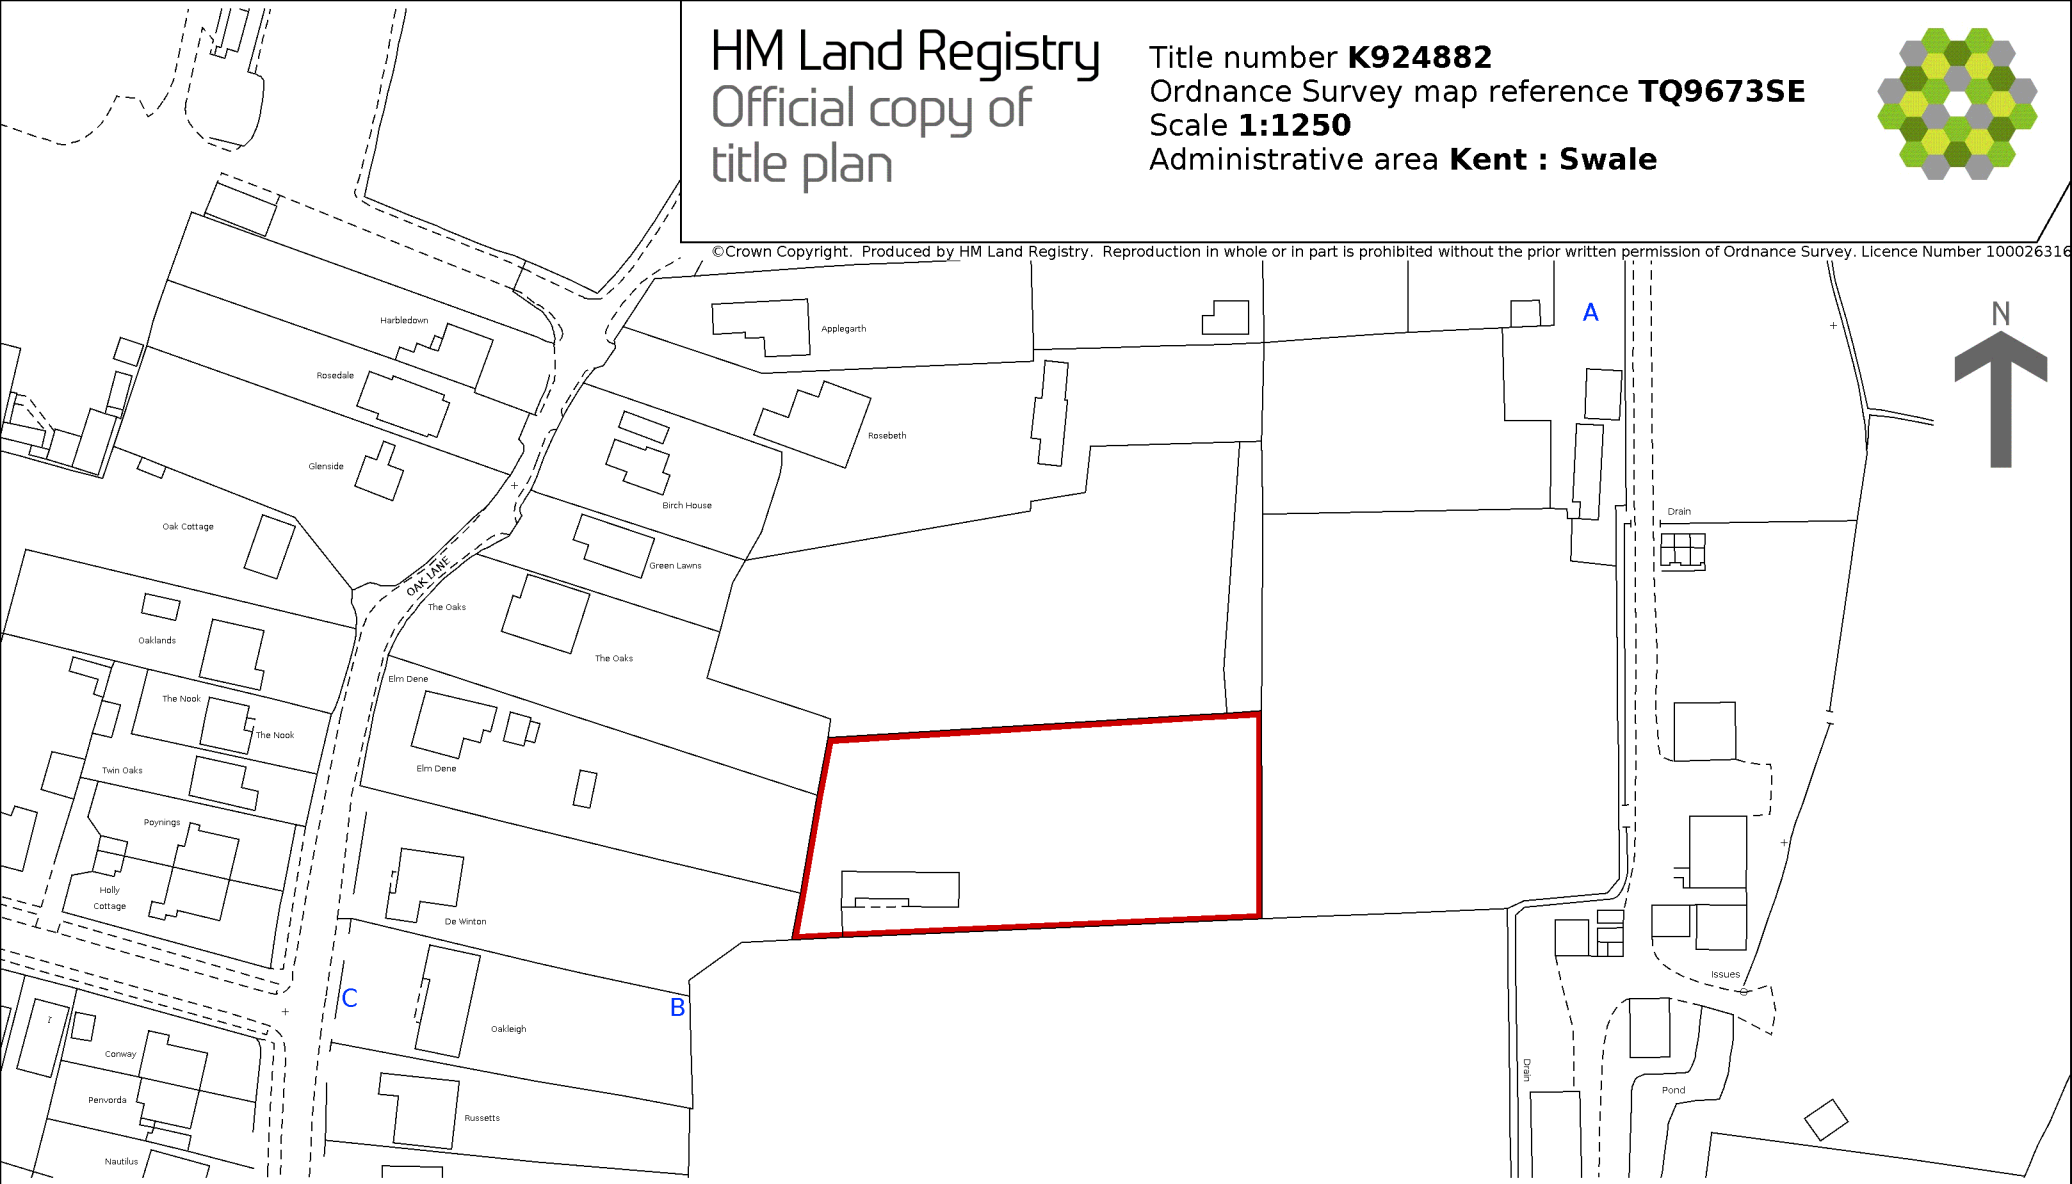 HM Land Registry
Official copy of
title plan
Title number K924882
Ordnance Survey map reference TQ9673SE
Scale 1:1250
Administrative area Kent : Swale
©Crown Copyright. Produced by HM Land Registry. Reproduction in whole or in part is prohibited without the prior written permission of Ordnance Survey. Licence Number 100026316
N
A
Harbledown
Applegarth
Rosedale
Rosebeth
Glenside
Birch House
Drain
Oak Cottage
Green Lawns
OAK LANE
The Oaks
Oaklands
The Oaks
Elm Dene
The Nook
The Nook
Elm Dene
Twin Oaks
Poynings
Holly
Cottage
De Winton
Issues
C
B
Oakleigh
Conway
Drain
Pond
Penvorda
Russetts
Nautilus